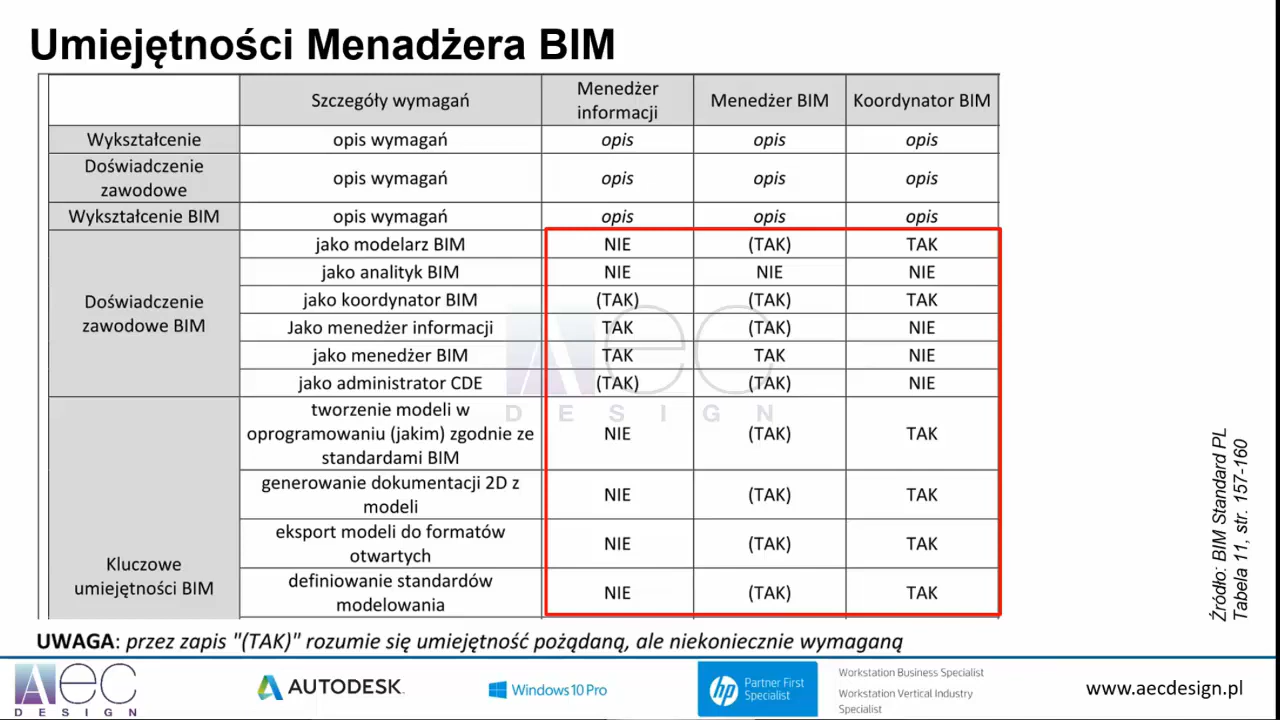 Umiejętności Menadżera BIM
Szczegóły wymagań
Menedżer
informacji
Menedżer BIM
Koordynator BIM
Wykształcenie
opis wymagań
opis
opis
opis
Doświadczenie
zawodowe
opis wymagań
opis
opis
opis
Wykształcenie BIM
opis wymagań
opis
opis
opis
Doświadczenie
zawodowe BIM
jako modelarz BIM
NIE
(TAK)
TAK
jako analityk BIM
NIE
NIE
NIE
jako koordynator BIM
(TAK)
(TAK)
TAK
Jako menedżer informacji
TAK
(TAK)
NIE
jako menedżer BIM
TAK
TAK
NIE
jako administrator CDE
(TAK)
(TAK)
NIE
Kluczowe
umiejętności BIM
tworzenie modeli w
oprogramowaniu (jakim) zgodnie ze
standardami BIM
NIE
(TAK)
TAK
generowanie dokumentacji 2D z
modeli
NIE
(TAK)
TAK
eksport modeli do formatów
otwartych
NIE
(TAK)
TAK
definiowanie standardów
modelowania
NIE
(TAK)
TAK
AEC
DESIGN
Źródło: BIM Standard PL
Tabela 11, str. 157-160
UWAGA: przez zapis "(TAK)" rozumie się umiejętność pożądaną, ale niekoniecznie wymaganą
AEC
DESIGN
AUTODESK.
Windows 10 Pro
hp
Partner First
Specialist
Workstation Business Specialist
Workstation Vertical Industry
Specialist
www.aecdesign.pl